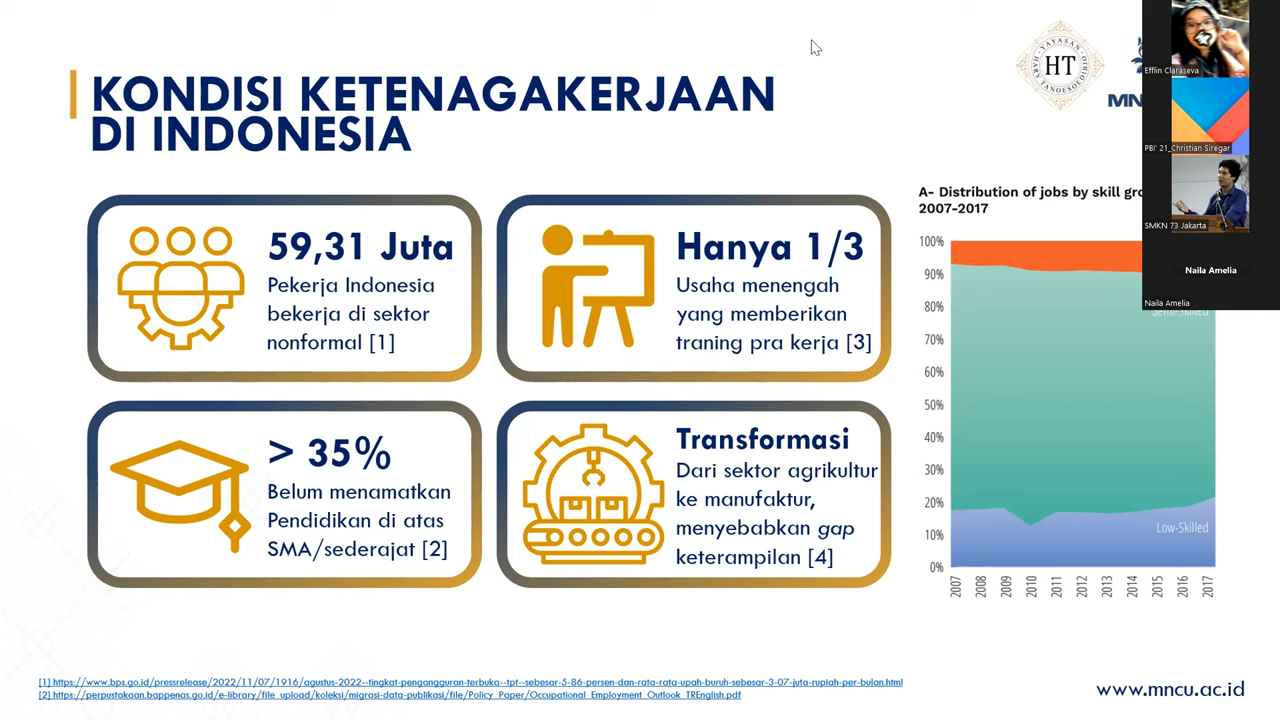 KONDISI KETENAGAKERJAAN
DI INDONESIA
59,31 Juta
Pekerja Indonesia
bekerja di sektor
nonformal [1]
Hanya 1/3
Usaha menengah
yang memberikan
traning pra kerja [3]
> 35%
Belum menamatkan
Pendidikan di atas
SMA/sederajat [2]
Transformasi
Dari sektor agrikultur
ke manufaktur,
menyebabkan gap
keterampilan [4]
YAYASAN
HT
HARY TANOESOEDIBJO
MN
A- Distribution of jobs by skill gro
2007-2017
100%
90%
80%
70%
60%
50%
40%
30%
20%
10%
0%
Semi-Skilled
Low-Skilled
2007
2008
2009
2010
2011
2012
2013
2014
2015
2016
2017
Efflin Claraseva
PBI' 21_Christian Siregar
SMKN 73 Jakarta
Naila Amelia
Naila Amelia
[1] https://www.bps.go.id/pressrelease/2022/11/07/1916/agustus-2022--tingkat-pengangguran-terbuka--tpt--sebesar-5-86-persen-dan-rata-rata-upah-buruh-sebesar-3-07-juta-rupiah-per-bulan.html
[2] https://perpustakaan.bappenas.go.id/e-library/file_upload/koleksi/migrasi-data-publikasi/file/Policy_Paper/Occupational_Employment_Outlook_TREnglish.pdf
www.mncu.ac.id